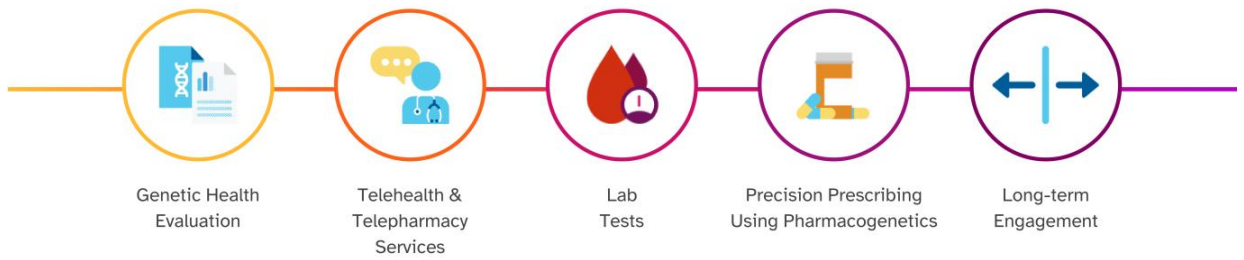 Genetic Health
Evaluation
Telehealth &
Telepharmacy
Services
Lab
Tests
Precision Prescribing
Using Pharmacogenetics
Long-term
Engagement